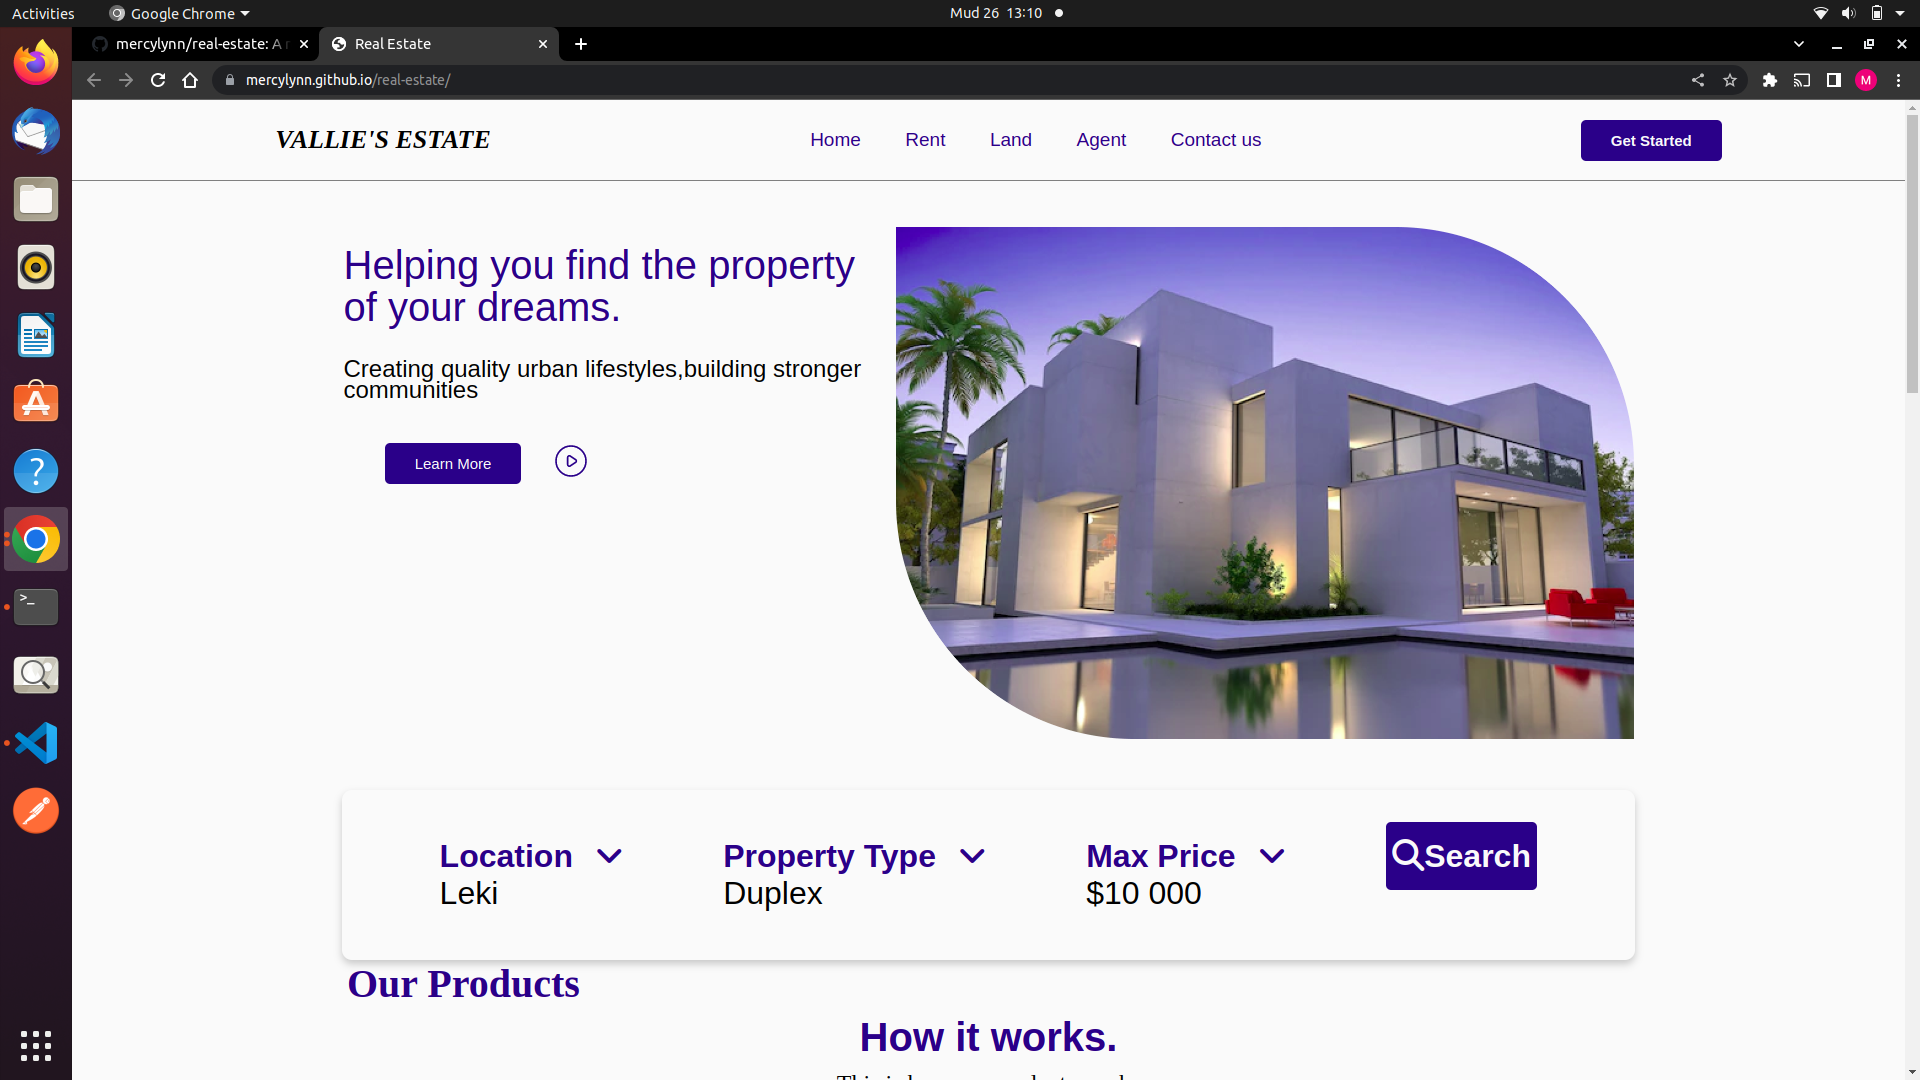 Activities
Google Chrome
Mud 26 13:10
mercylynn/real-estate: A
Real Estate
mercylynn.github.io/real-estate/
M
VALLIE'S ESTATE
Home
Rent
Land
Agent
Contact us
Get Started
Helping you find the property
of your dreams.
Creating quality urban lifestyles,building stronger
communities
Learn More
Location
Leki
Property Type
Duplex
Max Price
$10 000
Search
Our Products
How it works.